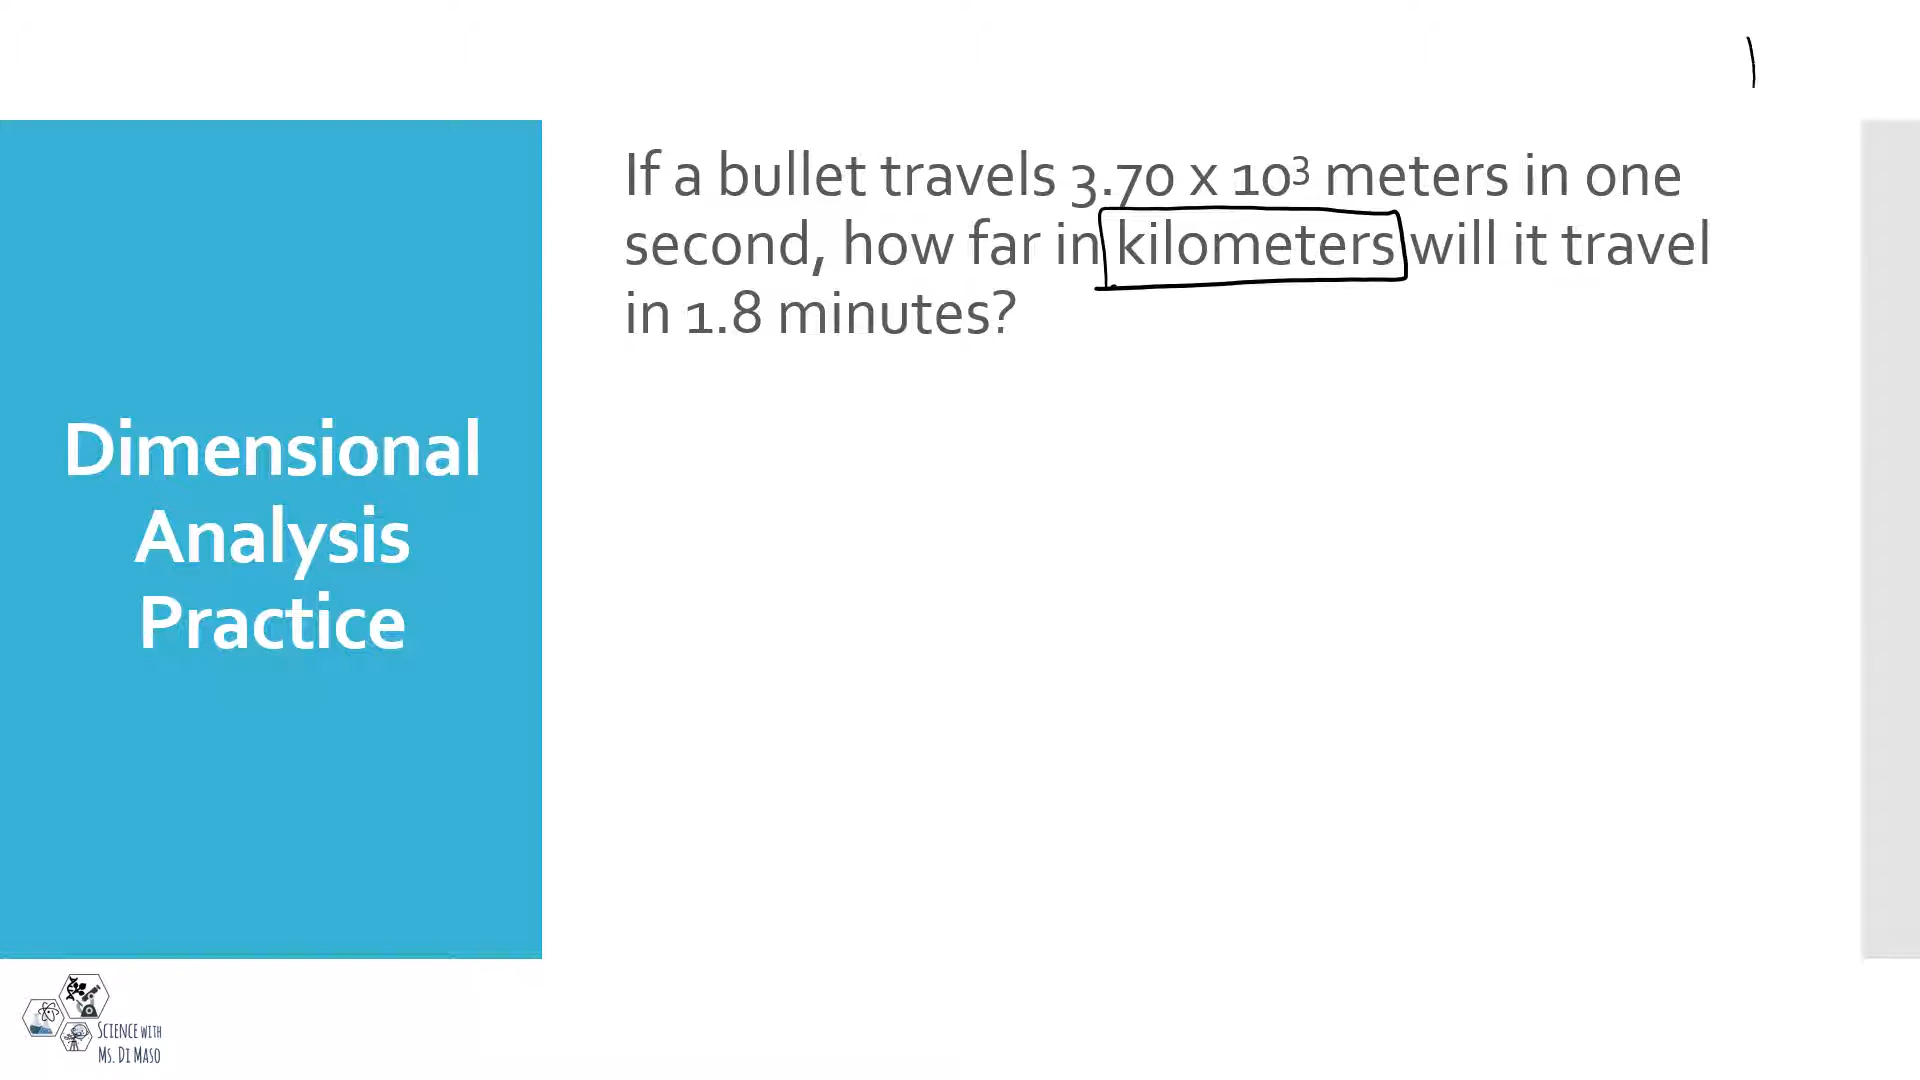 If a bullet travels 3.70 x 10³ meters in one
second, how far in kilometers will it travel
in 1.8 minutes?
Dimensional
Analysis
Practice
Science with
Ms. Di Maso